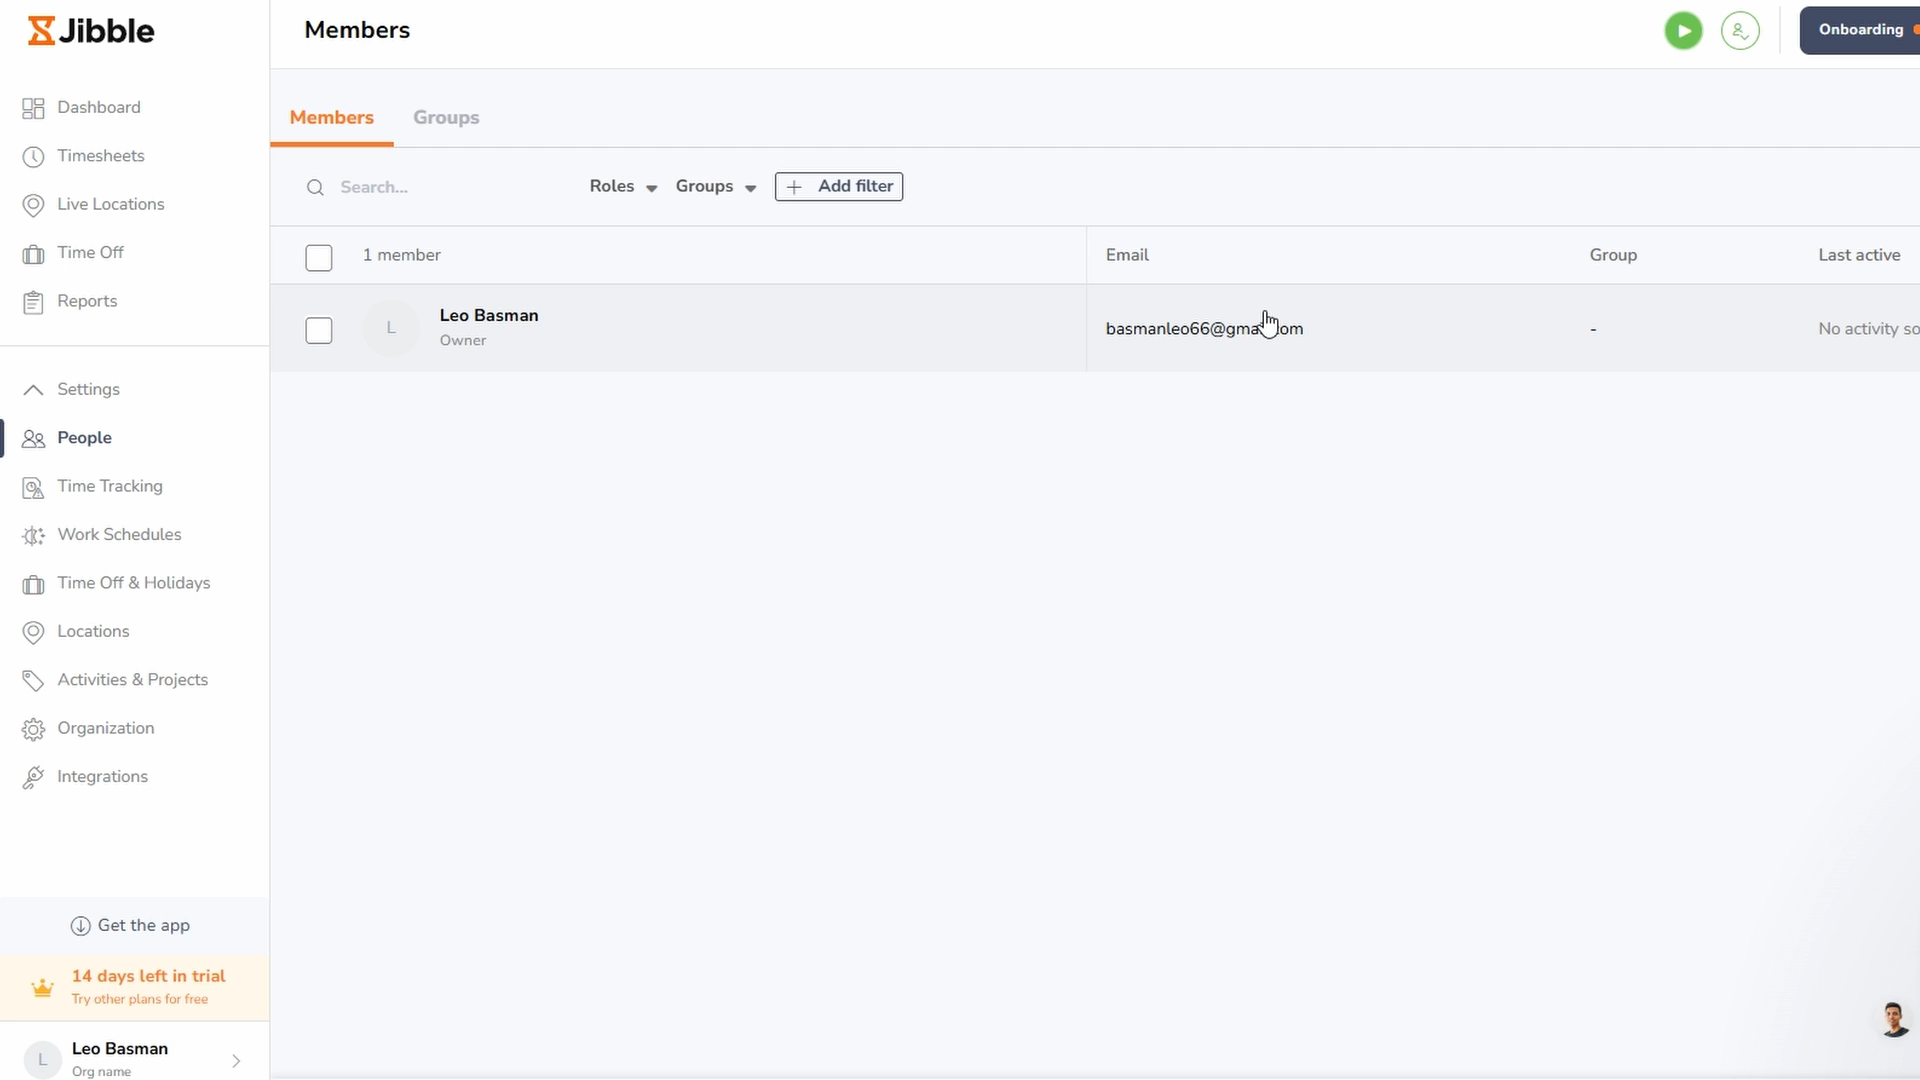 Jibble
Members
Onboarding
Dashboard
Timesheets
Live Locations
Time Off
Reports
Settings
People
Time Tracking
Work Schedules
Time Off & Holidays
Locations
Activities & Projects
Organization
Integrations
Get the app
14 days left in trial
Try other plans for free
L
Leo Basman
Org name
Members Groups
Search... Roles Groups Add filter
1 member Email Group Last active
L
Leo Basman
Owner
- No activity so